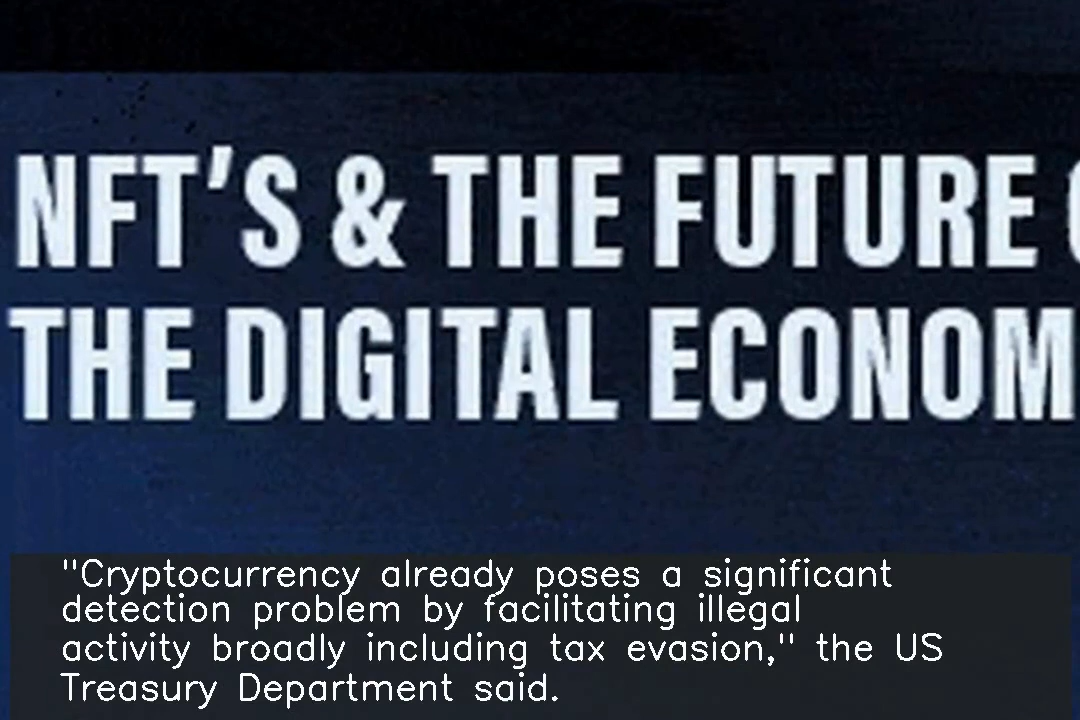 NFT'S & THE FUTURE
THE DIGITAL ECONOM
"Cryptocurrency already poses a significant
detection problem by facilitating illegal
activity broadly including tax evasion," the US
Treasury Department said.